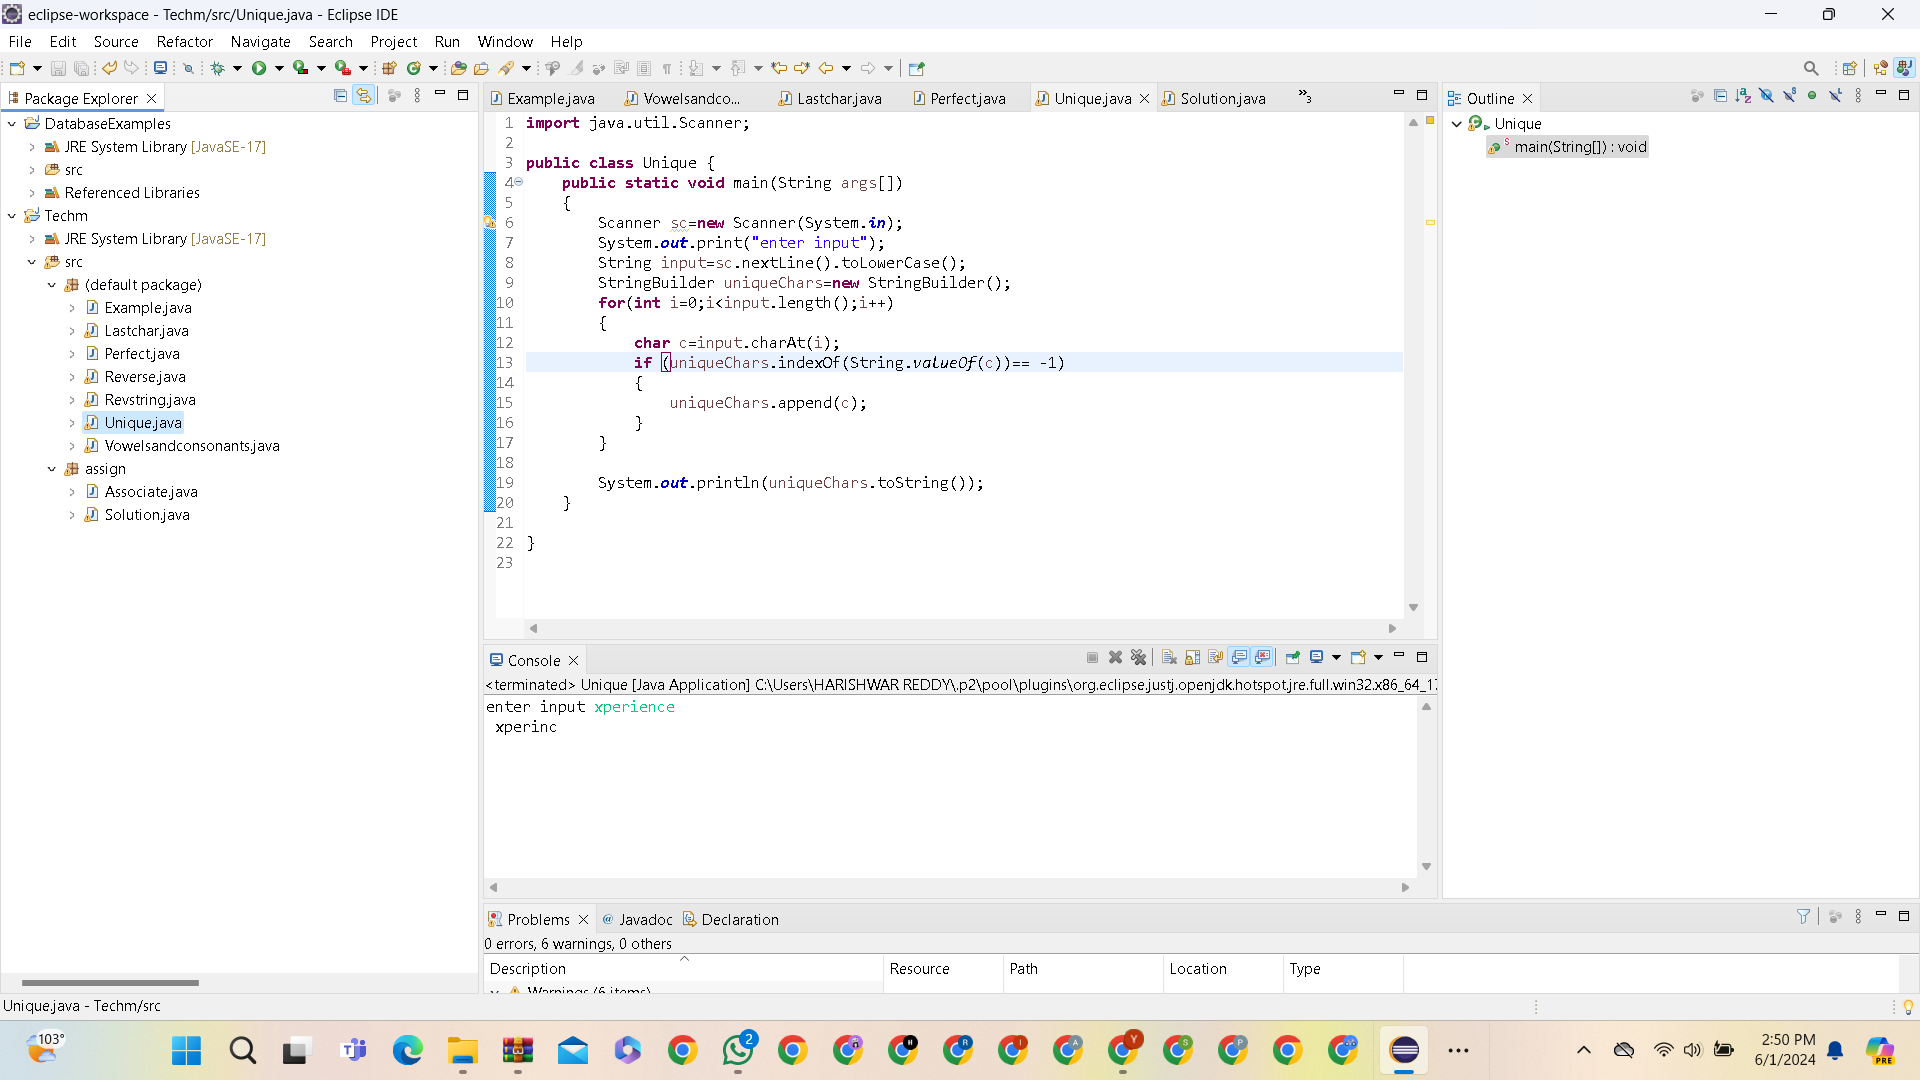 eclipse-workspace - Techm/src/Unique.java - Eclipse IDE
File Edit Source Refactor Navigate Search Project Run Window Help
Package Explorer
DatabaseExamples
JRE System Library [JavaSE-17]
src
Referenced Libraries
Techm
JRE System Library [JavaSE-17]
src
(default package)
Example.java
Lastchar.java
Perfect.java
Reverse.java
Revstring.java
Unique.java
Vowelsandconsonants.java
assign
Associate.java
Solution.java
Example.java Vowelsandco... Lastchar.java Perfect.java Unique.java Solution.java »3
1 import java.util.Scanner;
2
3 public class Unique {
4 public static void main(String args[])
5 {
6 Scanner sc=new Scanner(System.in);
7 System.out.print("enter input");
8 String input=sc.nextLine().toLowerCase();
9 StringBuilder uniqueChars=new StringBuilder();
10 for(int i=0;i<input.length();i++)
11 {
12 char c=input.charAt(i);
13 if (uniqueChars.indexOf(String.valueOf(c))== -1)
14 {
15 uniqueChars.append(c);
16 }
17 }
18
19 System.out.println(uniqueChars.toString());
20 }
21
22 }
23
Outline
Unique
main(String[]) : void
Console
<terminated> Unique [Java Application] C:\Users\HARISHWAR REDDY\.p2\pool\plugins\org.eclipse.justj.openjdk.hotspot.jre.full.win32.x86_64_17
enter input xperience
xperinc
Problems Javadoc Declaration
0 errors, 6 warnings, 0 others
Description Resource Path Location Type
Warnings (6 items)
Unique.java - Techm/src
103°
2
2:50 PM
6/1/2024
PRE